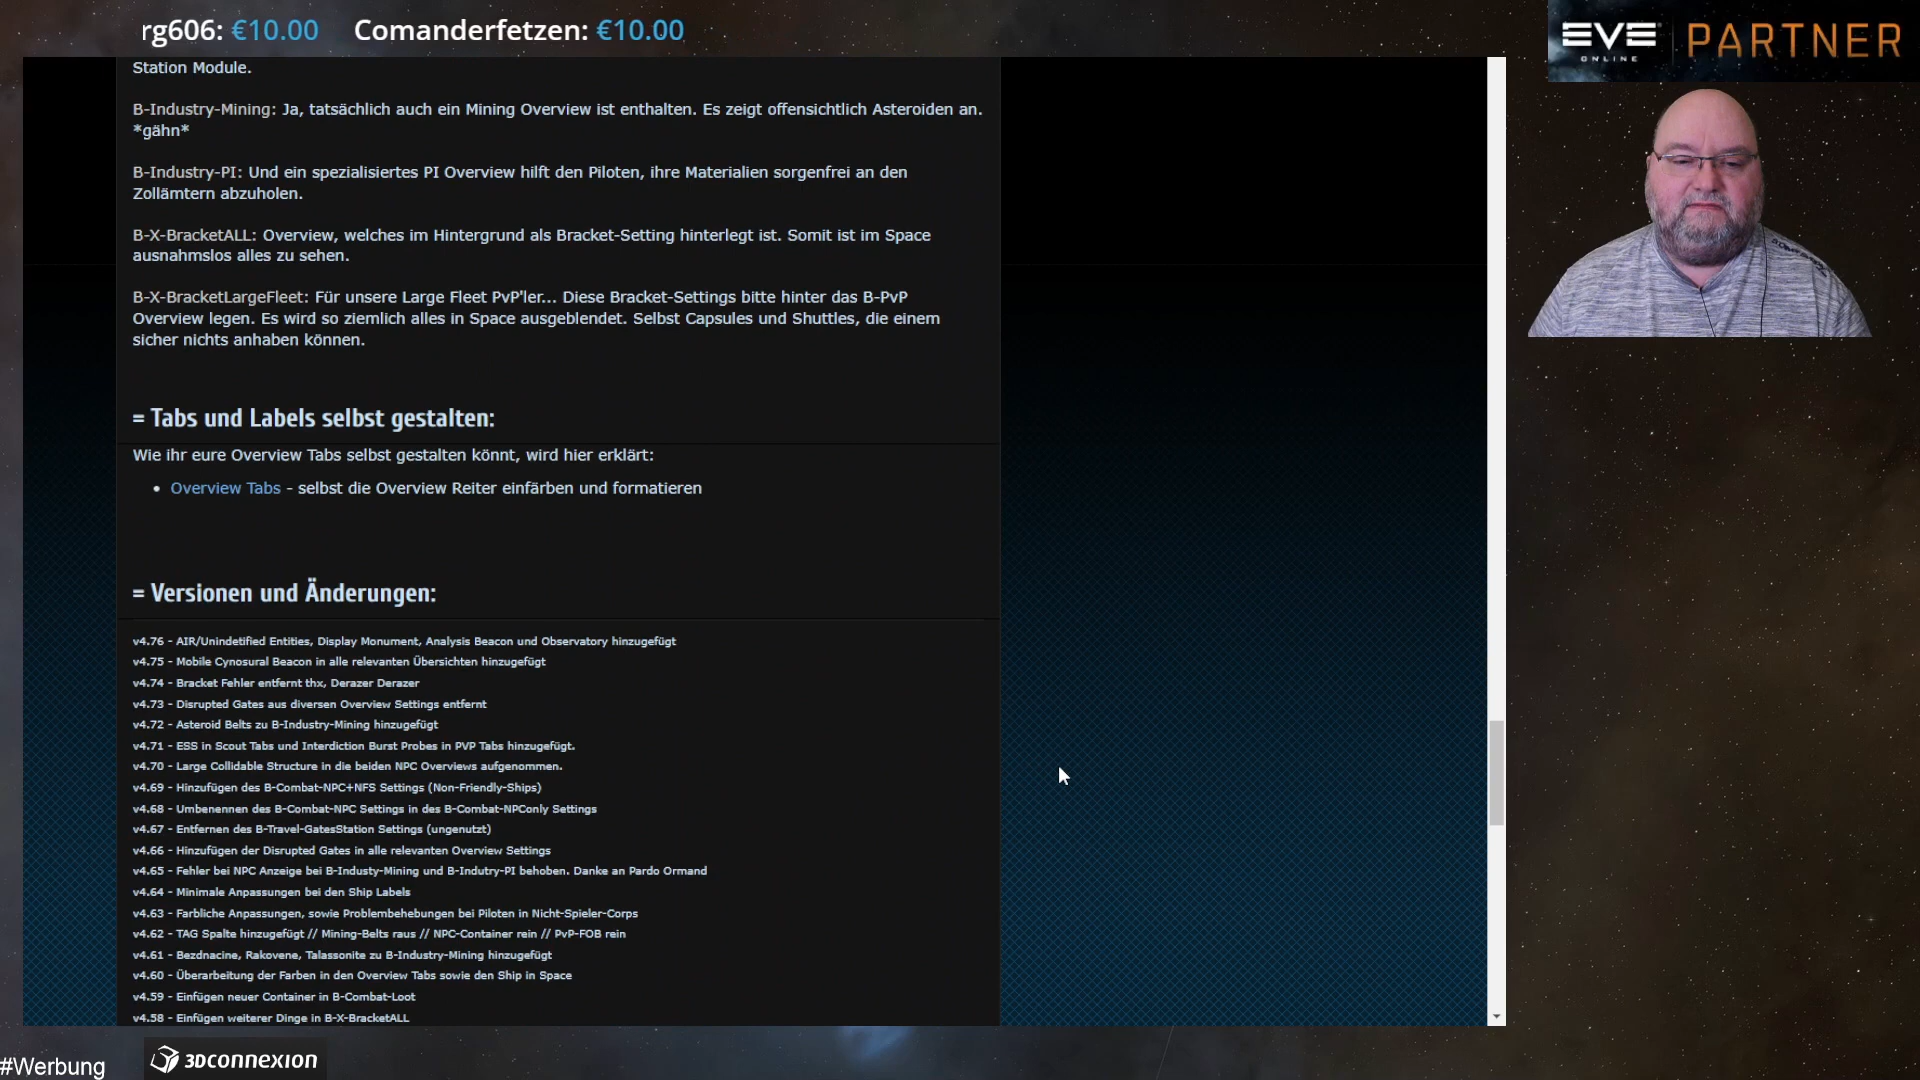 rg606: €10.00 Comanderfetzen: €10.00
EVE ONLINE PARTNER
Station Module.
B-Industry-Mining: Ja, tatsächlich auch ein Mining Overview ist enthalten. Es zeigt offensichtlich Asteroiden an.
*gähn*
B-Industry-PI: Und ein spezialisiertes PI Overview hilft den Piloten, ihre Materialien sorgenfrei an den
Zollämtern abzuholen.
B-X-BracketALL: Overview, welches im Hintergrund als Bracket-Setting hinterlegt ist. Somit ist im Space
ausnahmslos alles zu sehen.
B-X-BracketLargeFleet: Für unsere Large Fleet PvP'ler... Diese Bracket-Settings bitte hinter das B-PvP
Overview legen. Es wird so ziemlich alles in Space ausgeblendet. Selbst Capsules und Shuttles, die einem
sicher nichts anhaben können.
= Tabs und Labels selbst gestalten:
Wie ihr eure Overview Tabs selbst gestalten könnt, wird hier erklärt:
• Overview Tabs - selbst die Overview Reiter einfärben und formatieren
= Versionen und Änderungen:
v4.76 - AIR/Unindetified Entities, Display Monument, Analysis Beacon und Observatory hinzugefügt
v4.75 - Mobile Cynosural Beacon in alle relevanten Übersichten hinzugefügt
v4.74 - Bracket Fehler entfernt thx, Derazer Derazer
v4.73 - Disrupted Gates aus diversen Overview Settings entfernt
v4.72 - Asteroid Belts zu B-Industry-Mining hinzugefügt
v4.71 - ESS in Scout Tabs und Interdiction Burst Probes in PVP Tabs hinzugefügt.
v4.70 - Large Collidable Structure in die beiden NPC Overviews aufgenommen.
v4.69 - Hinzufügen des B-Combat-NPC+NFS Settings (Non-Friendly-Ships)
v4.68 - Umbenennen des B-Combat-NPC Settings in des B-Combat-NPConly Settings
v4.67 - Entfernen des B-Travel-GatesStation Settings (ungenutzt)
v4.66 - Hinzufügen der Disrupted Gates in alle relevanten Overview Settings
v4.65 - Fehler bei NPC Anzeige bei B-Industy-Mining und B-Indutry-PI behoben. Danke an Pardo Ormand
v4.64 - Minimale Anpassungen bei den Ship Labels
v4.63 - Farbliche Anpassungen, sowie Problembehebungen bei Piloten in Nicht-Spieler-Corps
v4.62 - TAG Spalte hinzugefügt // Mining-Belts raus // NPC-Container rein // PvP-FOB rein
v4.61 - Bezdnacine, Rakovene, Talassonite zu B-Industry-Mining hinzugefügt
v4.60 - Überarbeitung der Farben in den Overview Tabs sowie den Ship in Space
v4.59 - Einfügen neuer Container in B-Combat-Loot
v4.58 - Einfügen weiterer Dinge in B-X-BracketALL
#Werbung 3DCONNEXION